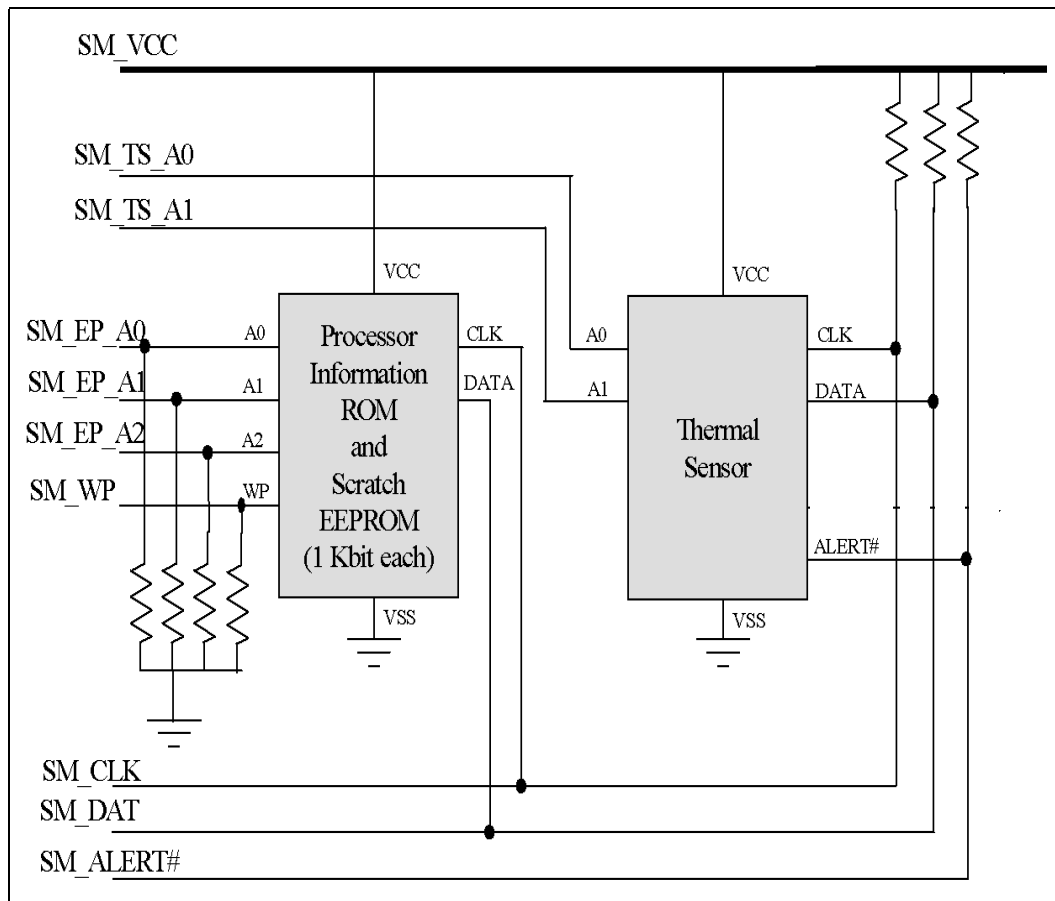 SM_VCC
SM_TS_A0
SM_TS_A1
VCC
VCC
SM_EP_A0
A0
Processor
Information
ROM
and
Scratch
EEPROM
(1 Kbit each)
CLK
A0
CLK
SM_EP_A1
A1
DATA
A1
DATA
SM_EP_A2
A2
Thermal
Sensor
SM_WP
WP
ALERT#
VSS
VSS
SM_CLK
SM_DAT
SM_ALERT#